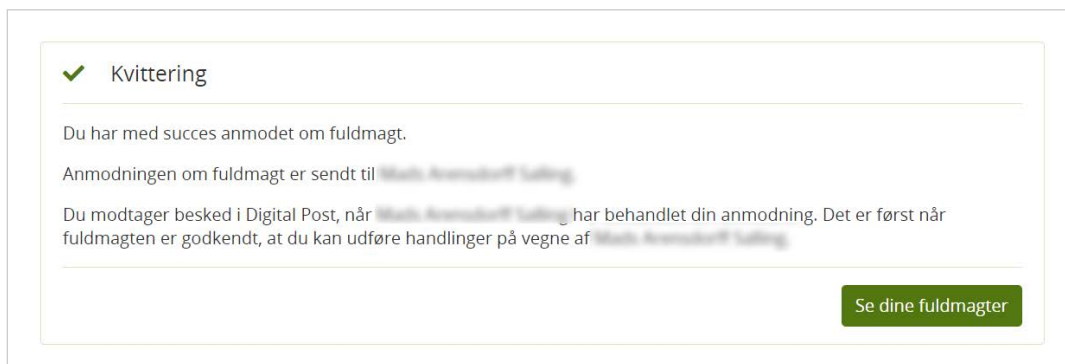 Kvittering
Du har med succes anmodet om fuldmagt.
Anmodningen om fuldmagt er sendt til
Du modtager besked i Digital Post, når har behandlet din anmodning. Det er først når
fuldmagten er godkendt, at du kan udføre handlinger på vegne af
Se dine fuldmagter